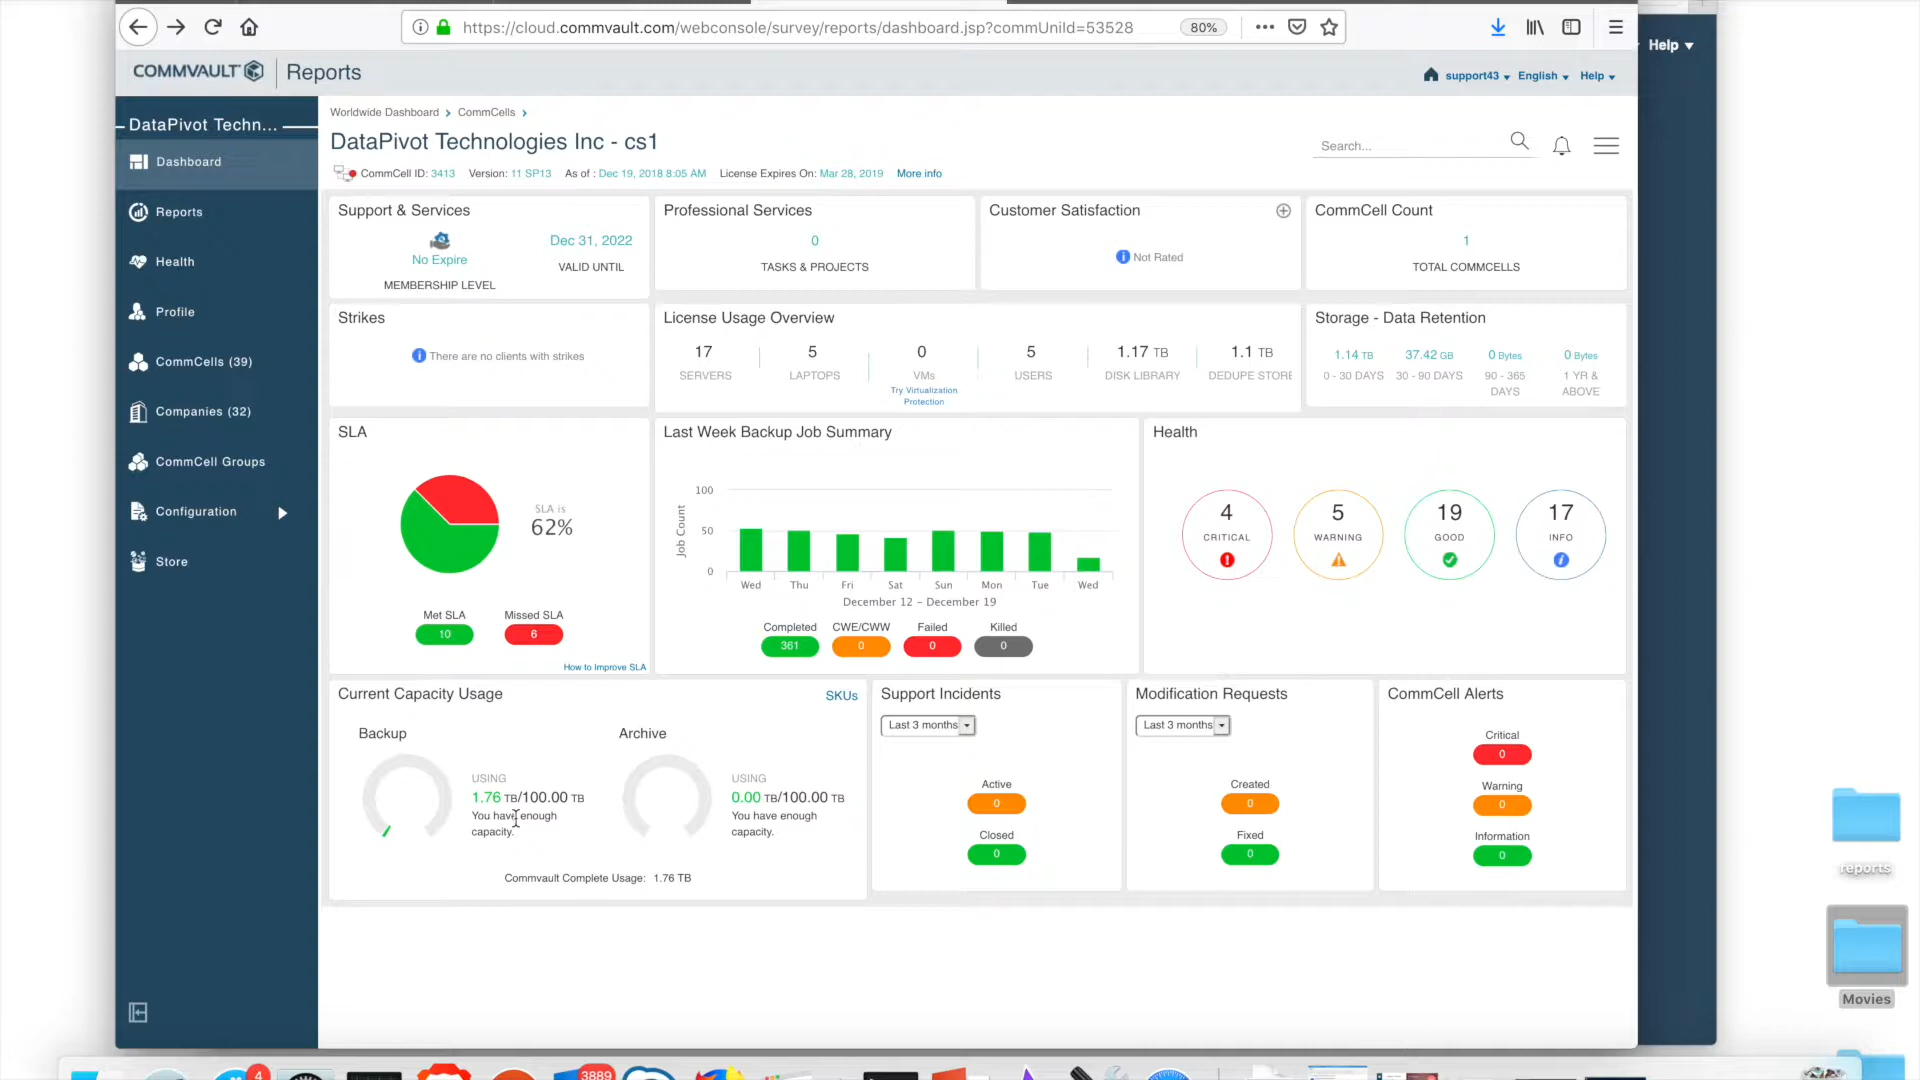 https://cloud.commvault.com/webconsole/survey/reports/dashboard.jsp?commUniId=53528
80%
Help
COMMVAULT
Reports
support43
English
Help
DataPivot Techn...
Dashboard
Reports
Health
Profile
CommCells (39)
Companies (32)
CommCell Groups
Configuration
Store
Worldwide Dashboard > CommCells >
DataPivot Technologies Inc - cs1
Search...
CommCell ID: 3413 Version: 11 SP13 As of : Dec 19, 2018 8:05 AM License Expires On: Mar 28, 2019 More info
Support & Services
No Expire
MEMBERSHIP LEVEL
Dec 31, 2022
VALID UNTIL
Professional Services
0
TASKS & PROJECTS
Customer Satisfaction
Not Rated
CommCell Count
1
TOTAL COMMCELLS
Strikes
There are no clients with strikes
License Usage Overview
17
SERVERS
5
LAPTOPS
0
VMs
Try Virtualization
Protection
5
USERS
1.17 TB
DISK LIBRARY
1.1 TB
DEDUPE STORE
Storage - Data Retention
1.14 TB
0 - 30 DAYS
37.42 GB
30 - 90 DAYS
0 Bytes
90 - 365
DAYS
0 Bytes
1 YR &
ABOVE
SLA
SLA is
62%
Met SLA
10
Missed SLA
6
How to Improve SLA
Last Week Backup Job Summary
Job Count
100
50
0
Wed Thu Fri Sat Sun Mon Tue Wed
December 12 – December 19
Completed
361
CWE/CWW
0
Failed
0
Killed
0
Health
4
CRITICAL
5
WARNING
19
GOOD
17
INFO
Current Capacity Usage
SKUs
Backup
USING
1.76 TB/100.00 TB
You have enough
capacity.
Archive
USING
0.00 TB/100.00 TB
You have enough
capacity.
Commvault Complete Usage: 1.76 TB
Support Incidents
Last 3 months
Active
0
Closed
0
Modification Requests
Last 3 months
Created
0
Fixed
0
CommCell Alerts
Critical
0
Warning
0
Information
0
reports
Movies
4
3889